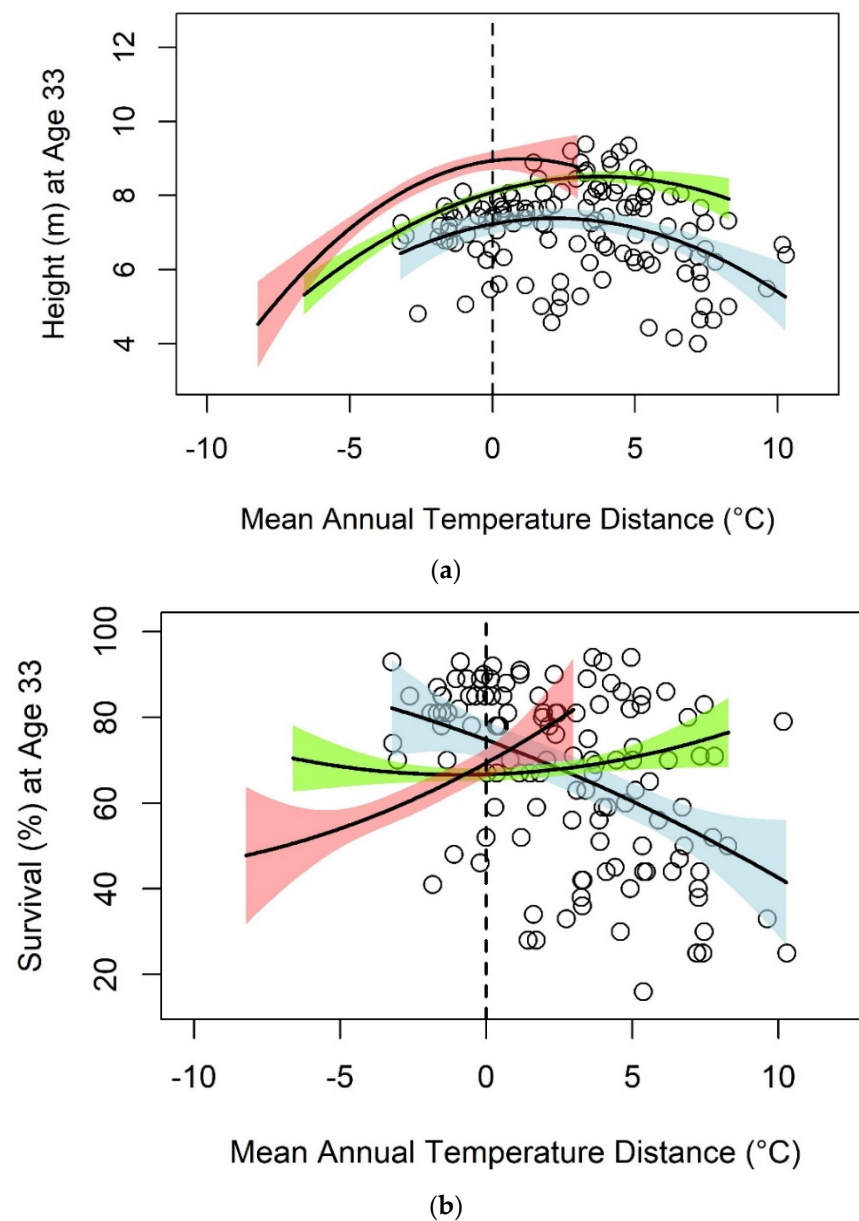 12
10
8
6
4
Height (m) at Age 33
-10 -5 0 5 10
Mean Annual Temperature Distance (°C)
(a)
100
80
60
40
20
Survival (%) at Age 33
-10 -5 0 5 10
Mean Annual Temperature Distance (°C)
(b)